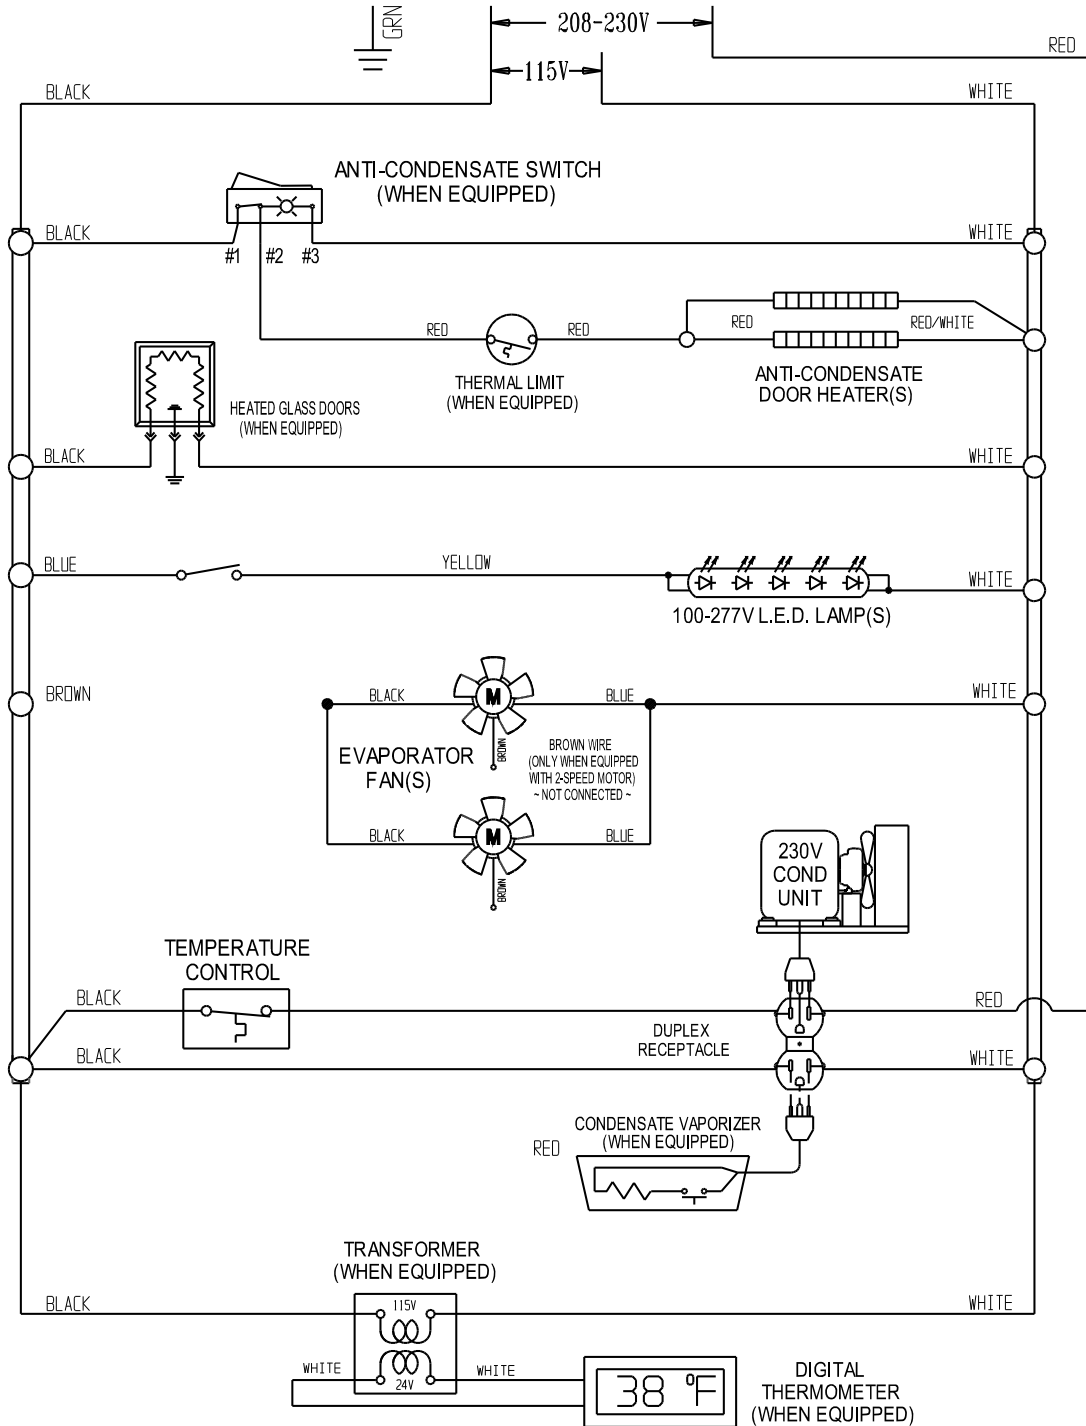 GRN
208-230V
RED
115V
BLACK
WHITE
ANTI-CONDENSATE SWITCH
(WHEN EQUIPPED)
BLACK
WHITE
#1
#2
#3
RED
RED
RED
RED/WHITE
THERMAL LIMIT
(WHEN EQUIPPED)
ANTI-CONDENSATE
DOOR HEATER(S)
HEATED GLASS DOORS
(WHEN EQUIPPED)
BLACK
WHITE
BLUE
YELLOW
WHITE
100-277V L.E.D. LAMP(S)
BROWN
BLACK
M
BLUE
WHITE
BROWN
EVAPORATOR
FAN(S)
BROWN WIRE
(ONLY WHEN EQUIPPED
WITH 2-SPEED MOTOR)
~ NOT CONNECTED ~
BLACK
M
BLUE
BROWN
230V
COND
UNIT
TEMPERATURE
CONTROL
BLACK
RED
DUPLEX
RECEPTACLE
BLACK
WHITE
CONDENSATE VAPORIZER
(WHEN EQUIPPED)
RED
TRANSFORMER
(WHEN EQUIPPED)
BLACK
115V
WHITE
WHITE
24V
WHITE
38 °F
DIGITAL
THERMOMETER
(WHEN EQUIPPED)